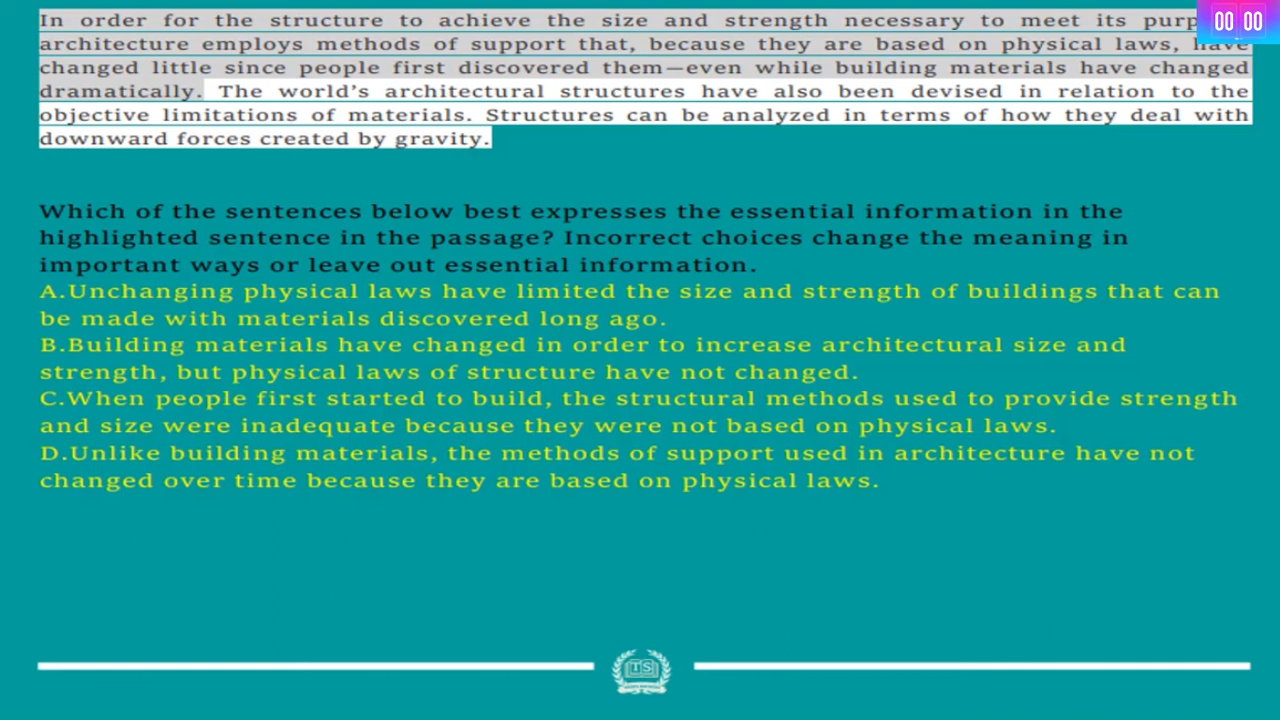 In order for the structure to achieve the size and strength necessary to meet its
00 00
architecture employs methods of support that, because they are based on physical laws, have
changed little since people first discovered them—even while building materials have changed
dramatically. The world's architectural structures have also been devised in relation to the
objective limitations of materials. Structures can be analyzed in terms of how they deal with
downward forces created by gravity.
Which of the sentences below best expresses the essential information in the
highlighted sentence in the passage? Incorrect choices change the meaning in
important ways or leave out essential information.
A.Unchanging physical laws have limited the size and strength of buildings that can
be made with materials discovered long ago.
B.Building materials have changed in order to increase architectural size and
strength, but physical laws of structure have not changed.
C.When people first started to build, the structural methods used to provide strength
and size were inadequate because they were not based on physical laws.
D.Unlike building materials, the methods of support used in architecture have not
changed over time because they are based on physical laws.
TS